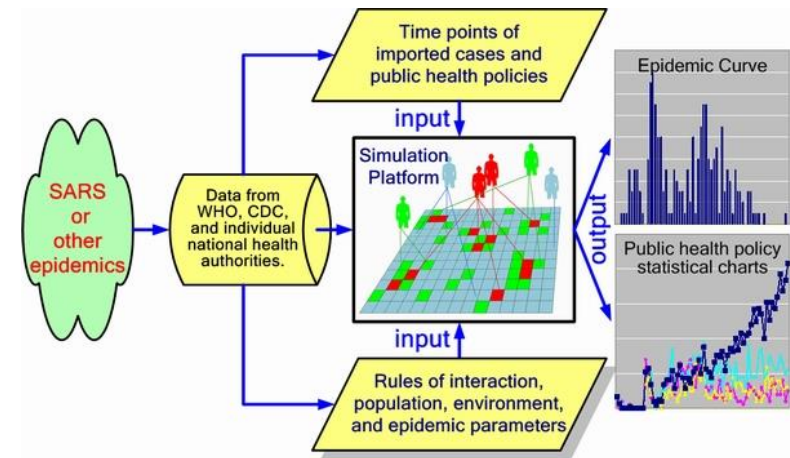 SARS
or
other
epidemics
Data from
WHO, CDC,
and individual
national health
authorities.
Time points of
imported cases and
public health policies
input
Simulation
Platform
input
Rules of interaction,
population, environment,
and epidemic parameters
output
Epidemic Curve
Public health policy
statistical charts